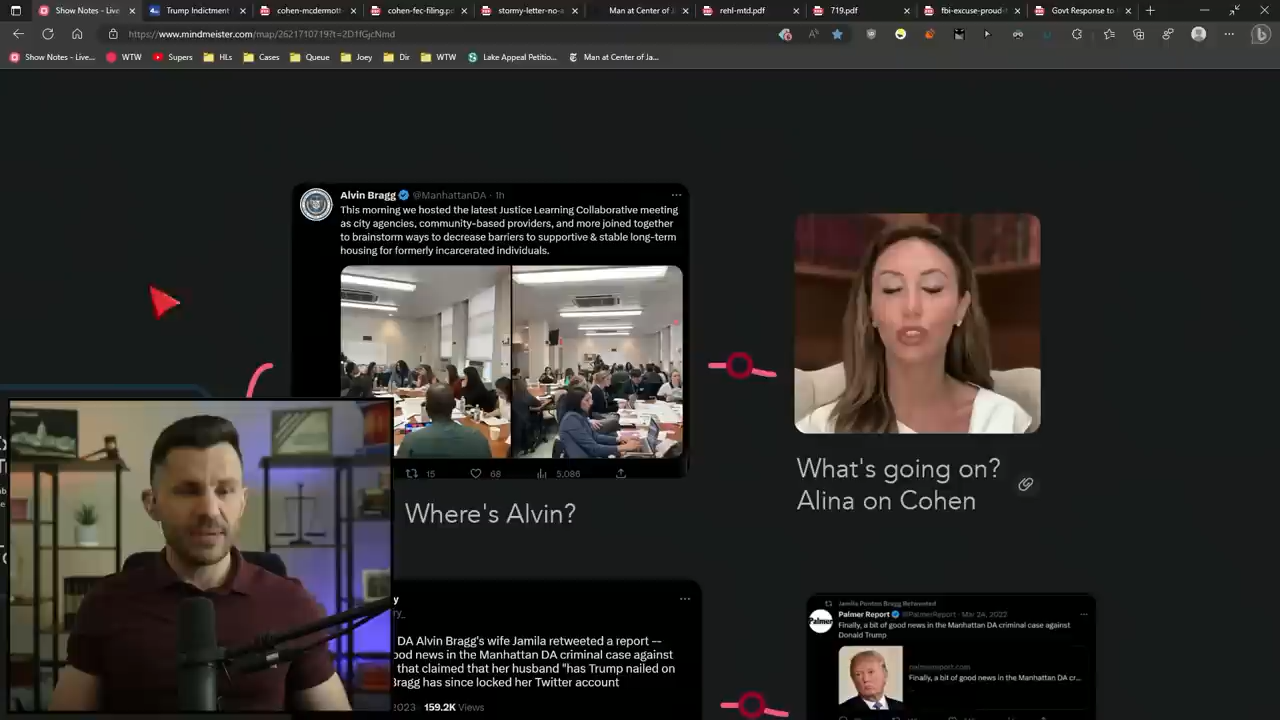 Show Notes - Live
Trump Indictment
cohen-mcdermott
cohen-fec-filing.p
stormy-letter-no-a
Man at Center of Ja
rehl-mtd.pdf
719.pdf
fbi-excuse-proud-
Govt Response to
https://www.mindmeister.com/map/2621710719?t=2D1fGjcNmd
Show Notes - Live...
WTW
Supers
HLs
Cases
Queue
Joey
Dir
WTW
Lake Appeal Petitio...
Man at Center of Ja...
Alvin Bragg @ManhattanDA · 1h
This morning we hosted the latest Justice Learning Collaborative meeting
as city agencies, community-based providers, and more joined together
to brainstorm ways to decrease barriers to supportive & stable long-term
housing for formerly incarcerated individuals.
15
68
5,086
Where's Alvin?
What's going on?
Alina on Cohen
y
ry_
DA Alvin Bragg's wife Jamila retweeted a report --
ood news in the Manhattan DA criminal case against
that claimed that her husband "has Trump nailed on
Bragg has since locked her Twitter account
2023 · 159.2K Views
Jamila Pontes Bragg Retweeted
Palmer Report @PalmerReport · Mar 24, 2022
Finally, a bit of good news in the Manhattan DA criminal case against
Donald Trump
Palmer
palmerreport.com
Finally, a bit of good news in the Manhattan DA cr...